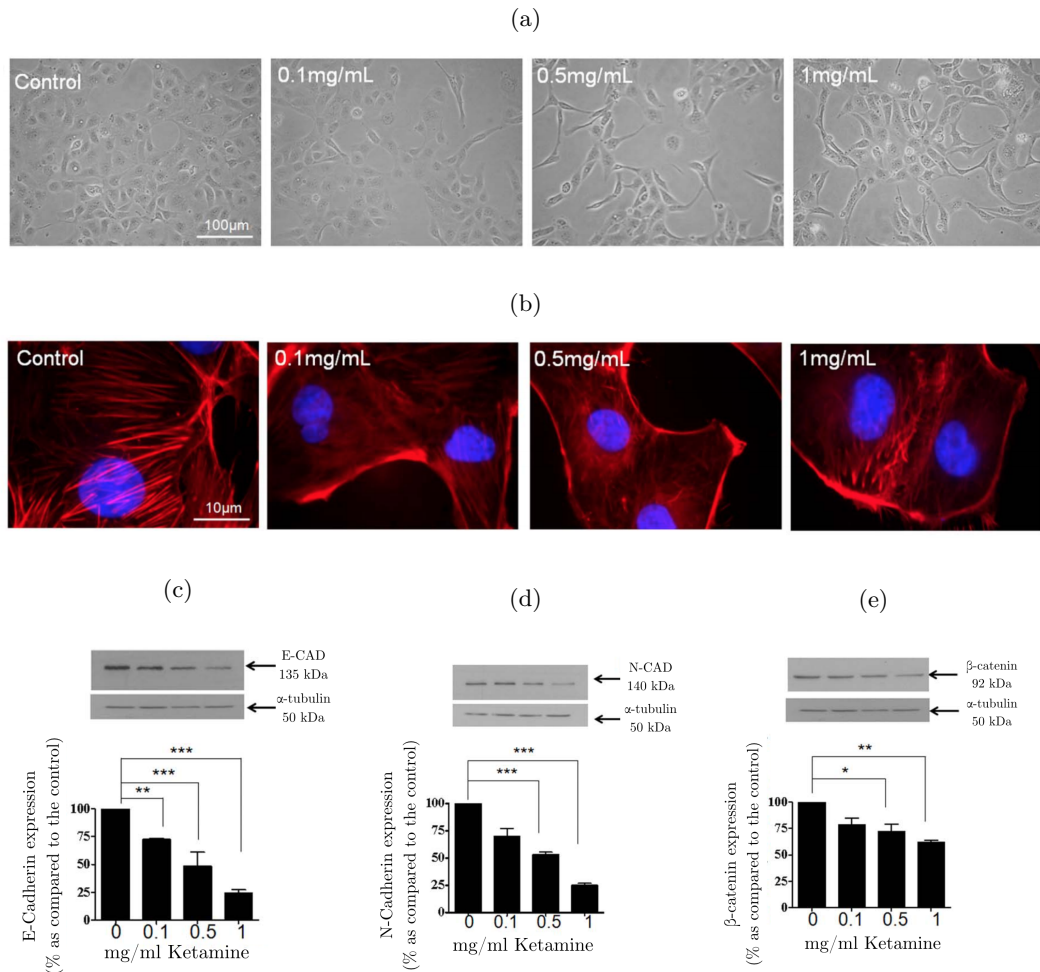 (a)
Control
0.1mg/mL
0.5mg/mL
1mg/mL
100µm
(b)
Control
0.1mg/mL
0.5mg/mL
1mg/mL
10µm
(c)
E-CAD
135 kDa
α-tubulin
50 kDa
E-Cadherin expression
(% as compared to the control)
***
***
**
100
75
50
25
0
0 0.1 0.5 1
mg/ml Ketamine
(d)
N-CAD
140 kDa
α-tubulin
50 kDa
N-Cadherin expression
(% as compared to the control)
***
***
100
75
50
25
0
0 0.1 0.5 1
mg/ml Ketamine
(e)
β-catenin
92 kDa
α-tubulin
50 kDa
β-catenin expression
(% as compared to the control)
**
*
100
75
50
25
0
0 0.1 0.5 1
mg/ml Ketamine